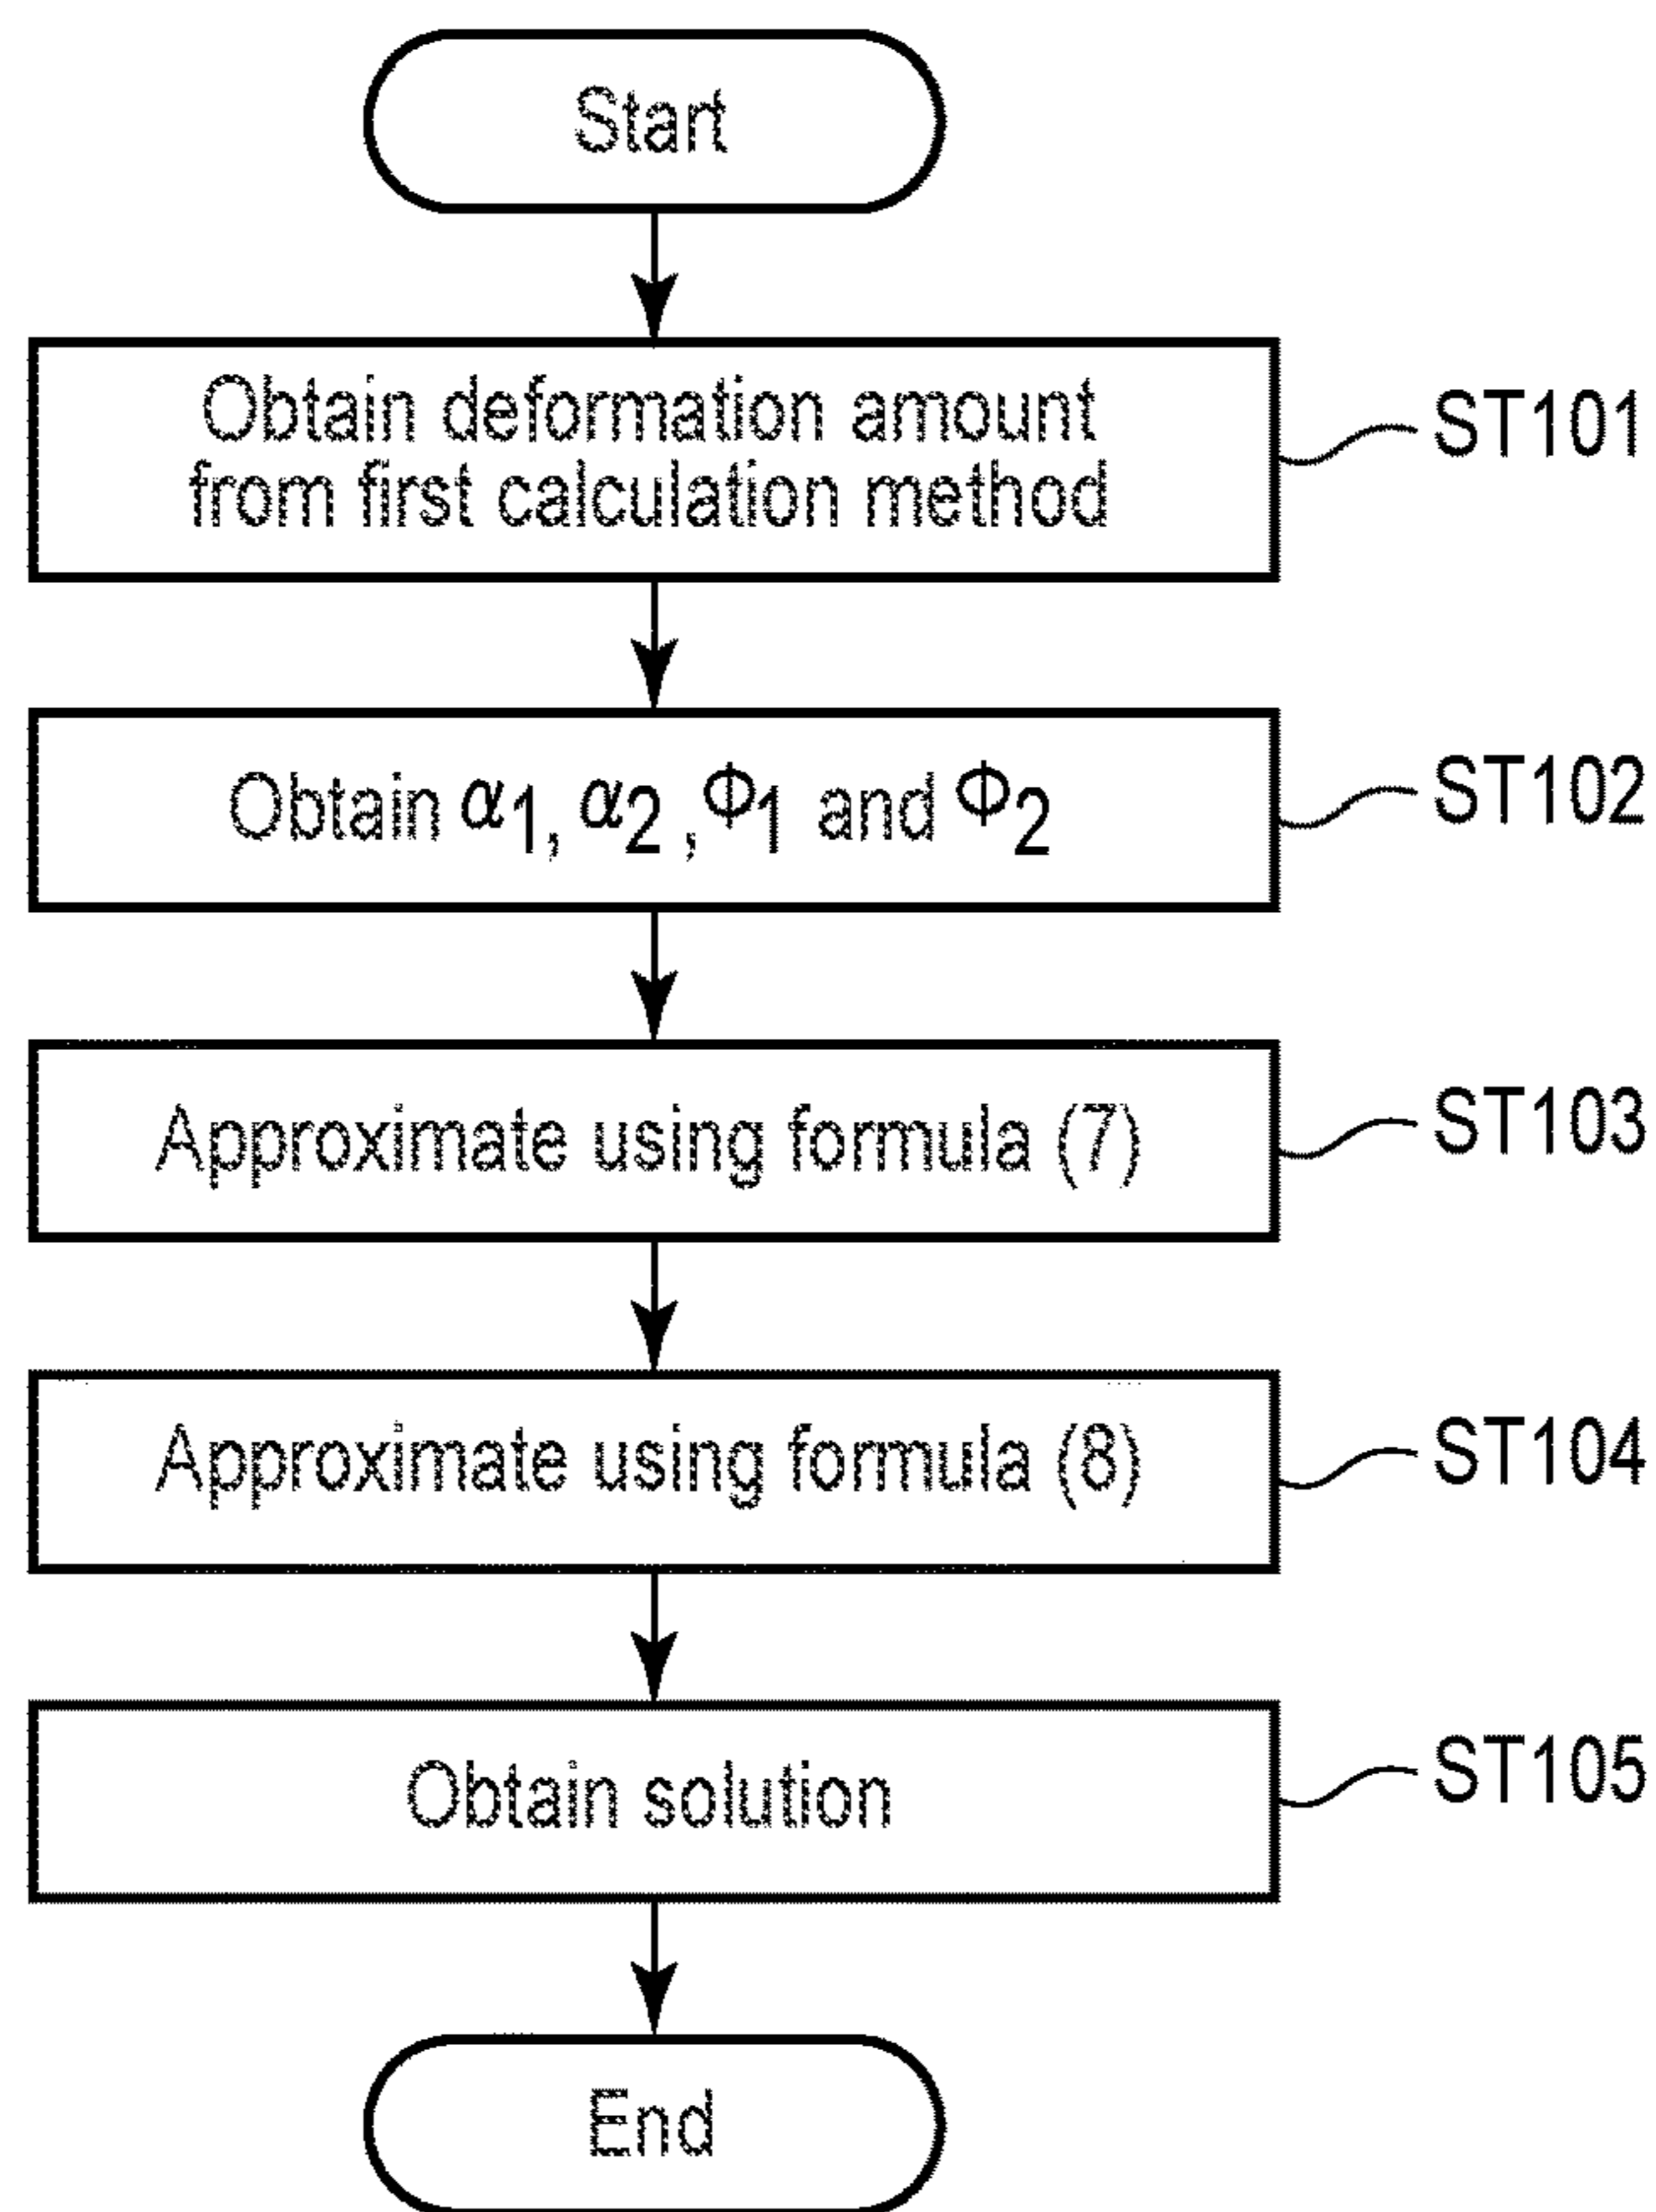 Start
Obtain deformation amount
from first calculation method
ST101
Obtain α1, α2, Φ1 and Φ2
ST102
Approximate using formula (7)
ST103
Approximate using formula (8)
ST104
Obtain solution
ST105
End